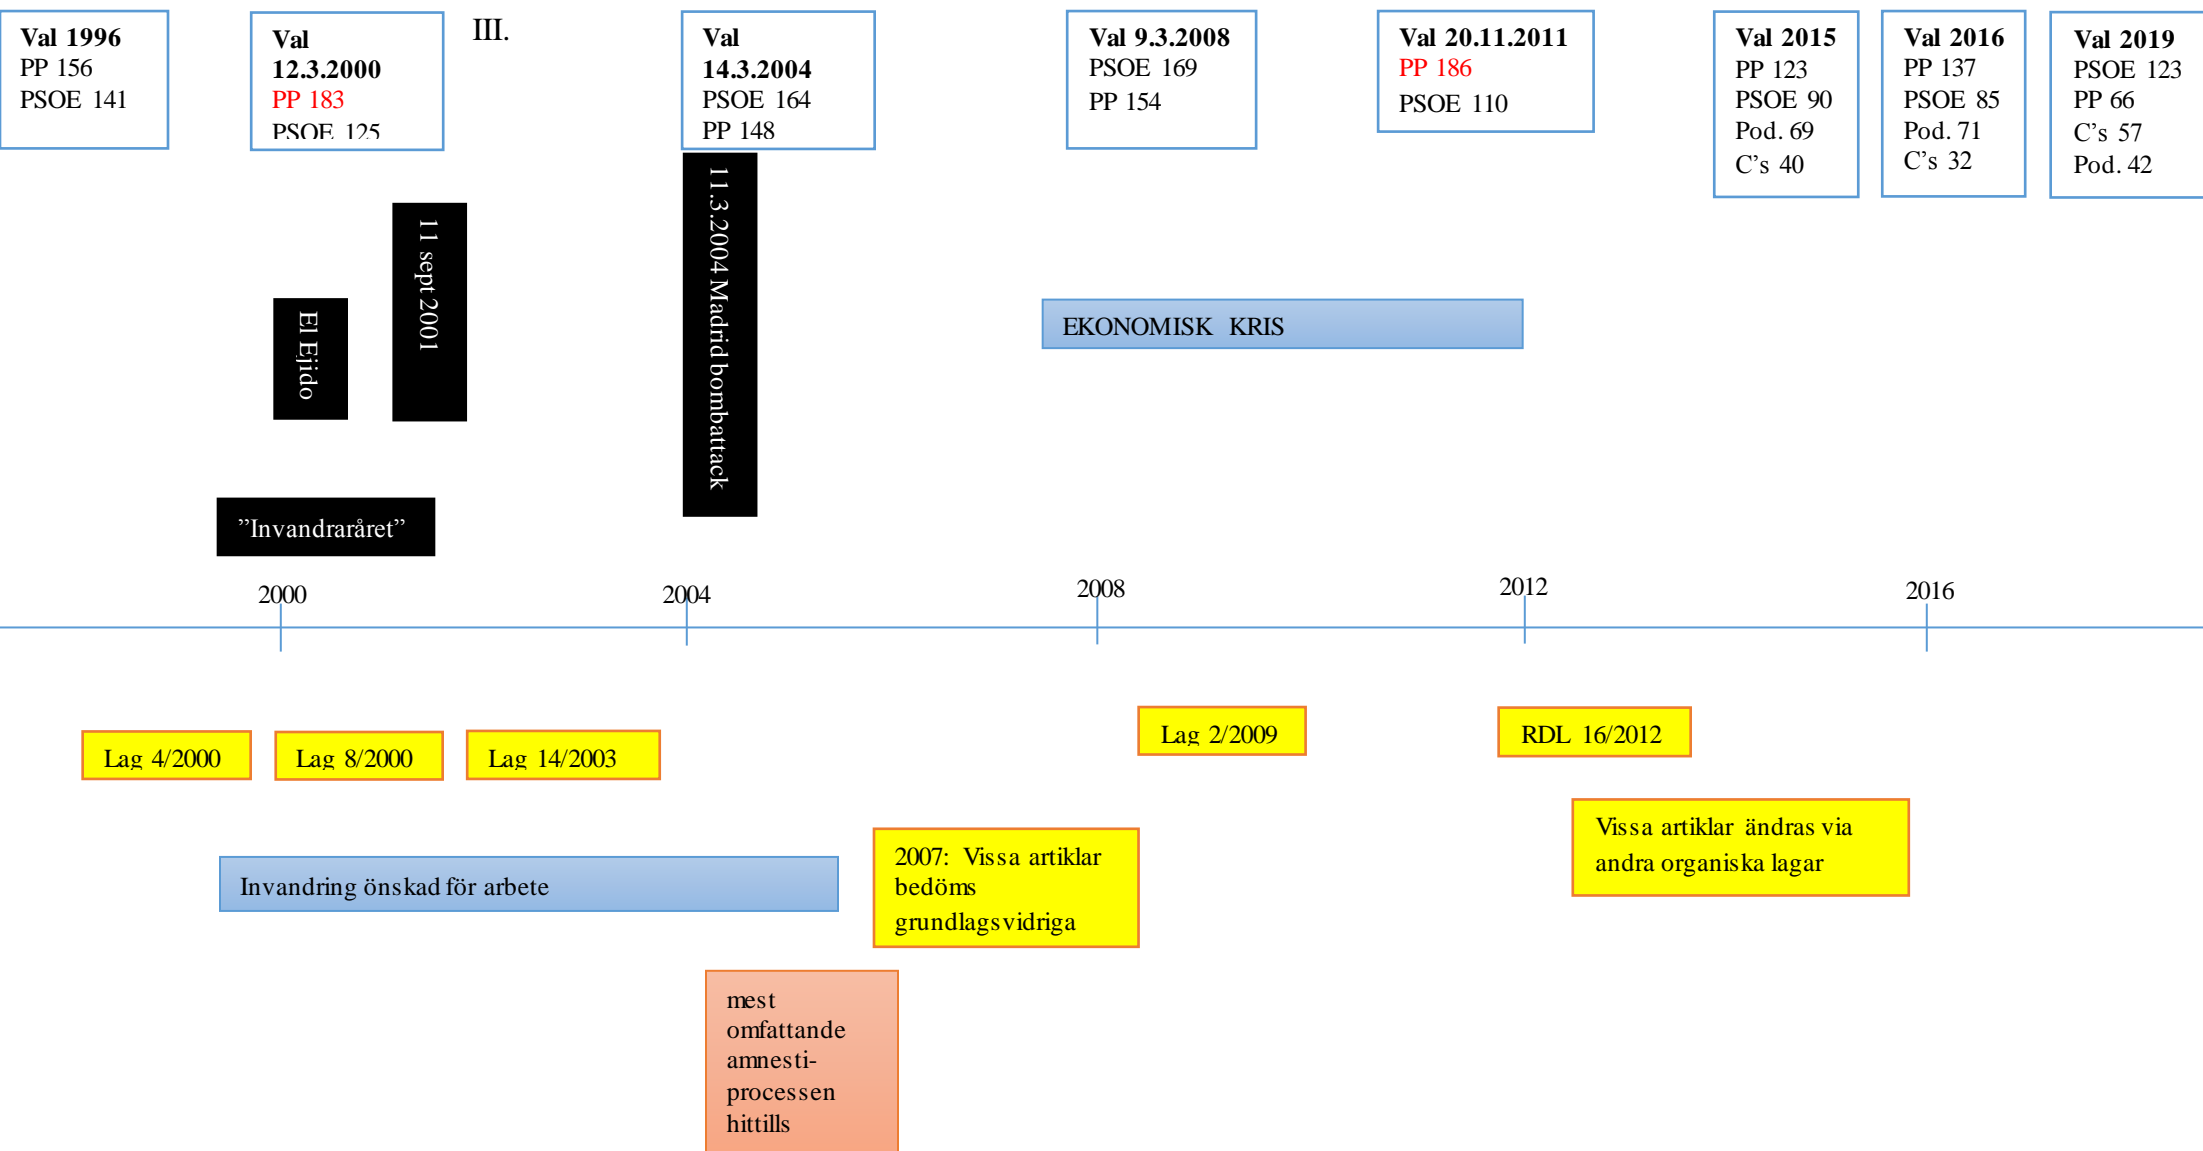 Val 1996
PP 156
PSOE 141
Val
12.3.2000
PP 183
PSOE 125
III.
Val
14.3.2004
PSOE 164
PP 148
Val 9.3.2008
PSOE 169
PP 154
Val 20.11.2011
PP 186
PSOE 110
Val 2015
PP 123
PSOE 90
Pod. 69
C’s 40
Val 2016
PP 137
PSOE 85
Pod. 71
C’s 32
Val 2019
PSOE 123
PP 66
C’s 57
Pod. 42
El Ejido
11 sept 2001
11.3.2004 Madrid bombattack
EKONOMISK KRIS
”Invandraråret”
2000
2004
2008
2012
2016
Lag 4/2000
Lag 8/2000
Lag 14/2003
Lag 2/2009
RDL 16/2012
Invandring önskad för arbete
2007: Vissa artiklar
bedöms
grundlagsvidriga
Vissa artiklar ändras via
andra organiska lagar
mest
omfattande
amnesti-
processen
hittills